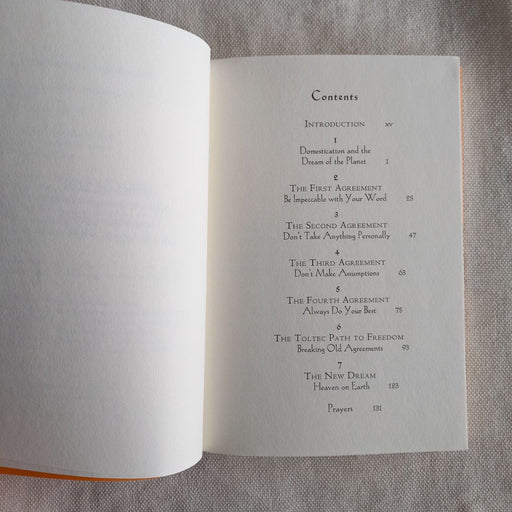 Contents
INTRODUCTION xv
1
Domestication and the
Dream of the Planet 1
2
THE FIRST AGREEMENT
Be Impeccable with Your Word 25
3
THE SECOND AGREEMENT
Don't Take Anything Personally 47
4
THE THIRD AGREEMENT
Don't Make Assumptions 63
5
THE FOURTH AGREEMENT
Always Do Your Best 75
6
THE TOLTEC PATH TO FREEDOM
Breaking Old Agreements 93
7
THE NEW DREAM
Heaven on Earth 123
Prayers 131